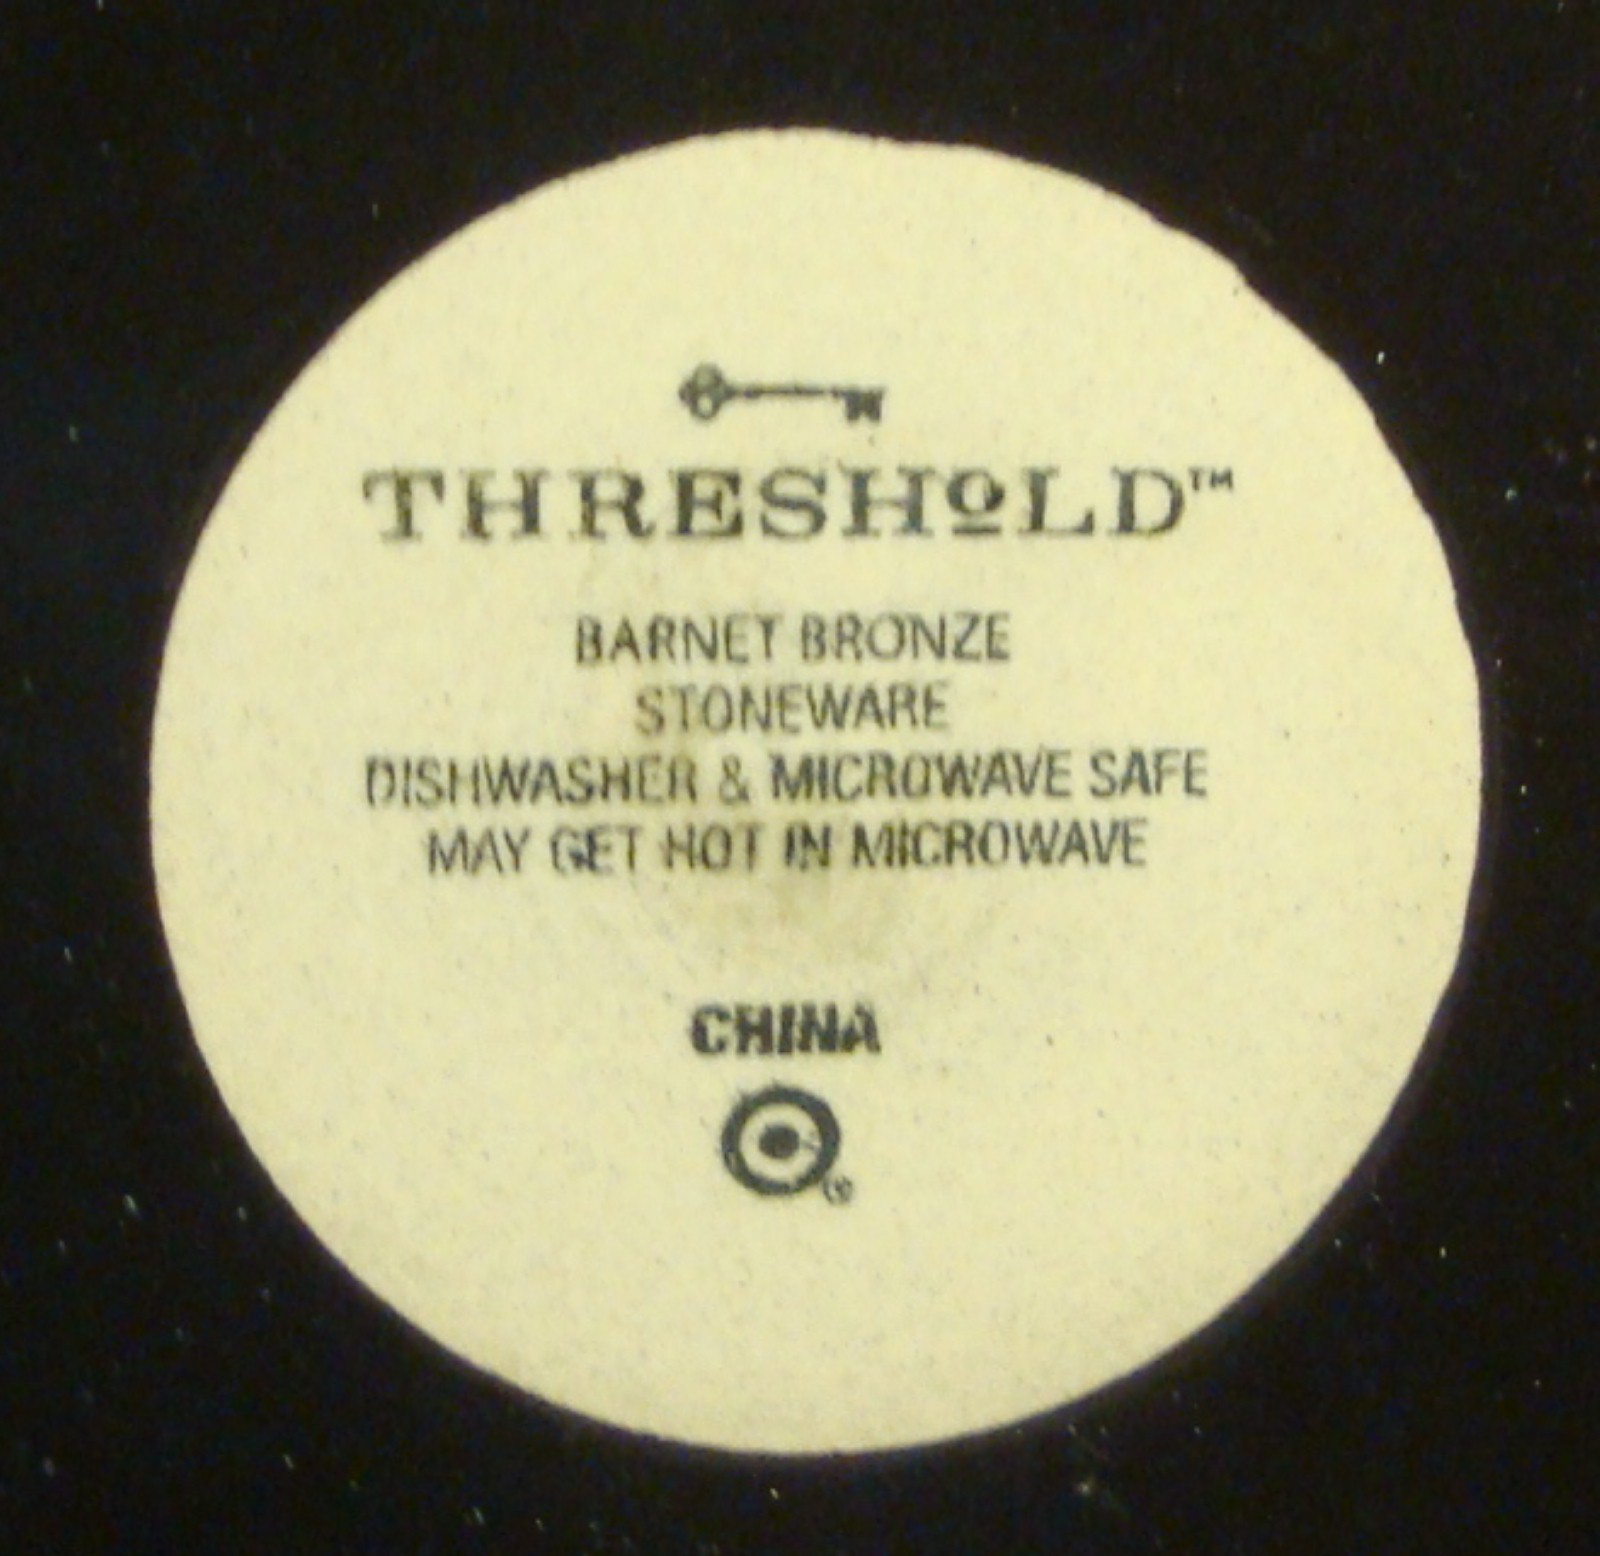 THRESHOLD™
BARNET BRONZE
STONEWARE
DISHWASHER & MICROWAVE SAFE
MAY GET HOT IN MICROWAVE
CHINA
®